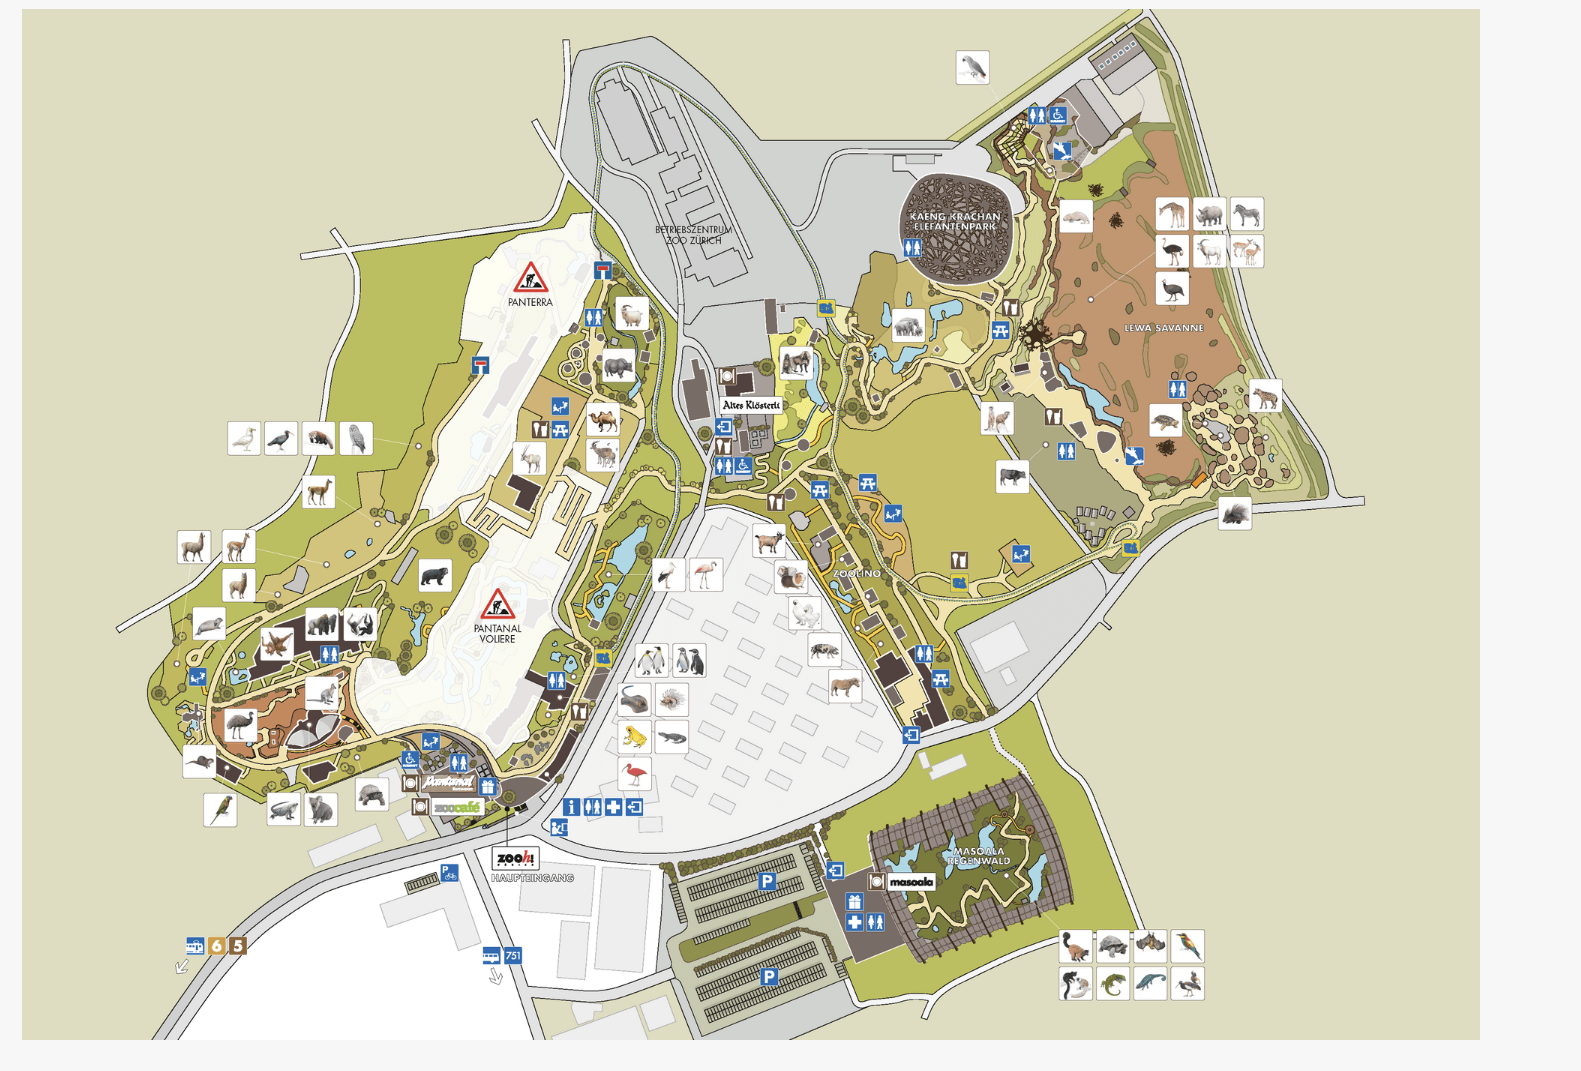 KAENG KRACHAN
ELEFANTENPARK
BETRIEBSZENTRUM
ZOO ZÜRICH
PANTERRA
LEWA SAVANNE
Altes Klösterli
ZOOLINO
PANTANAL
VOLIERE
Pantanal
zoocafé
i
zooh!
ZÜRICH
HAUPTEINGANG
MASOALA
REGENWALD
masoala
P
P
P
6 5
751